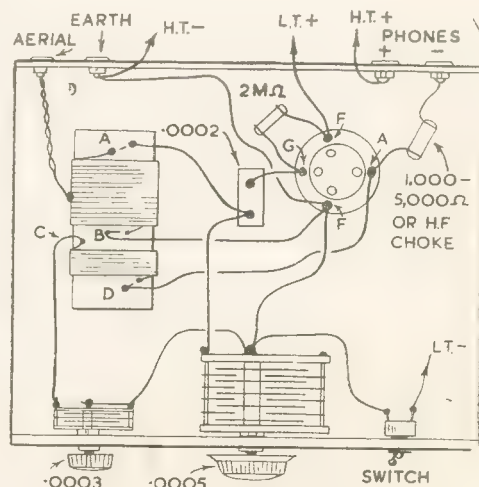 EARTH
AERIAL
H.T.-
L.T.+
H.T.+
PHONES
+
-
2MΩ
.0002
F
G
A
F
A
B
C
D
1,000-
5,000Ω
OR H.F
CHOKE
L.T.-
.0003
.0005
SWITCH